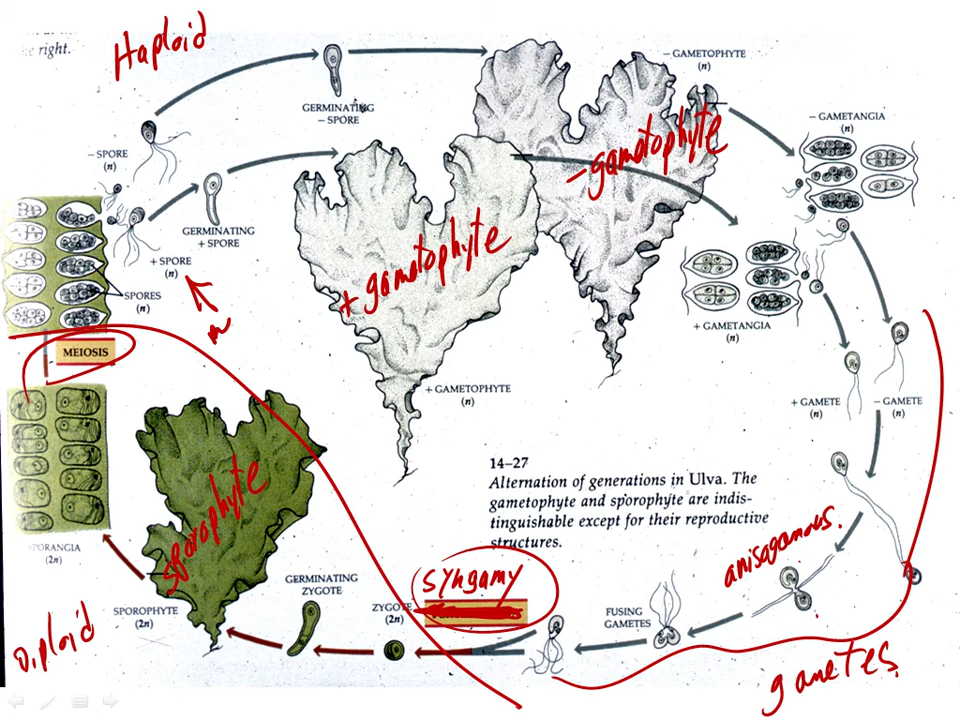 he right.
Haploid
GERMINATING
– SPORE
– GAMETOPHYTE
(n)
– GAMETANGIA
(n)
– SPORE
(n)
– gametophyte
GERMINATING
+ SPORE
+ SPORE
(n)
+ gametophyte
SPORES
(n)
n
+ GAMETANGIA
(n)
MEIOSIS
+ GAMETOPHYTE
(n)
+ GAMETE
(n)
– GAMETE
(n)
14–27
Alternation of generations in Ulva. The
gametophyte and sporophyte are indis-
tinguishable except for their reproductive
structures.
sporophyte
anisogamous.
SPORANGIA
(2n)
GERMINATING
ZYGOTE
syngamy
ZYGOTE
(2n)
SPOROPHYTE
(2n)
FUSING
GAMETES
Diploid
gametes